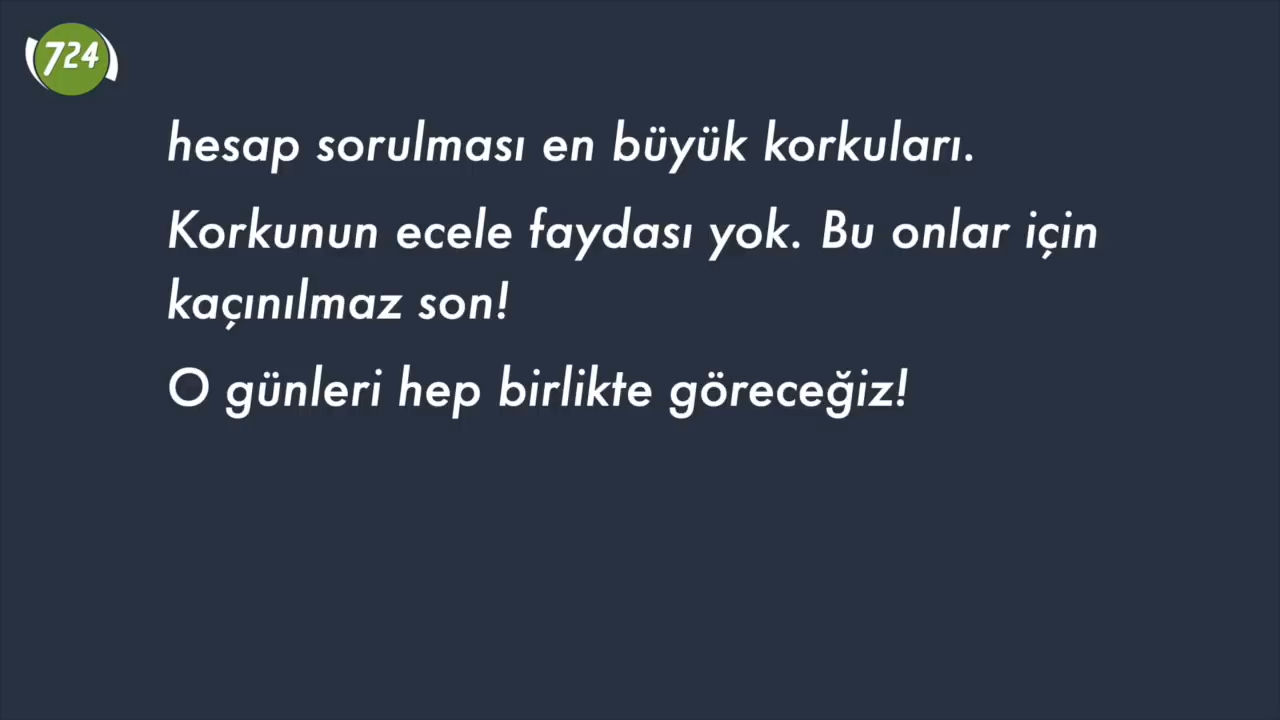 724
hesap sorulması en büyük korkuları.
Korkunun ecele faydası yok. Bu onlar için
kaçınılmaz son!
O günleri hep birlikte göreceğiz!